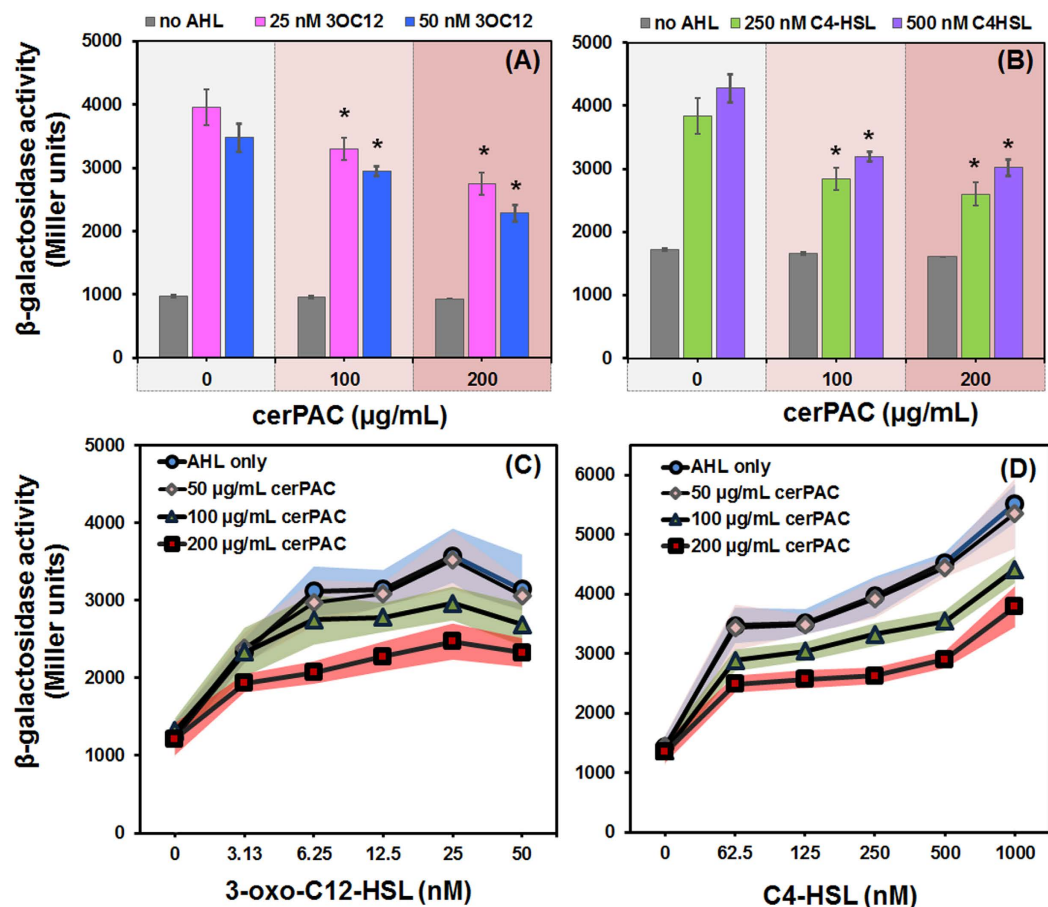 no AHL 25 nM 3OC12 50 nM 3OC12
(A)
β-galactosidase activity
(Miller units)
5000
4000
3000
2000
1000
0
* * * *
0 100 200
cerPAC (µg/mL)
no AHL 250 nM C4-HSL 500 nM C4HSL
(B)
5000
4000
3000
2000
1000
0
* * * *
0 100 200
cerPAC (µg/mL)
(C)
β-galactosidase activity
(Miller units)
5000
4000
3000
2000
1000
0
AHL only
50 µg/mL cerPAC
100 µg/mL cerPAC
200 µg/mL cerPAC
0 3.13 6.25 12.5 25 50
3-oxo-C12-HSL (nM)
(D)
6000
5000
4000
3000
2000
1000
0
AHL only
50 µg/mL cerPAC
100 µg/mL cerPAC
200 µg/mL cerPAC
0 62.5 125 250 500 1000
C4-HSL (nM)